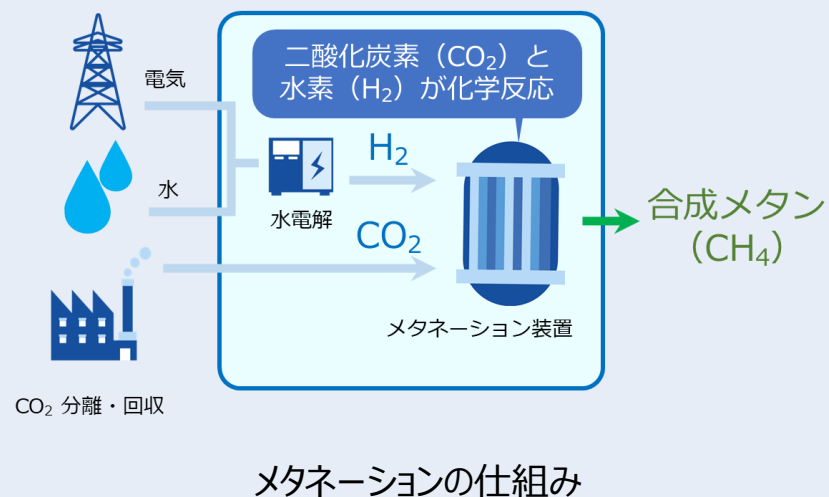 二酸化炭素（CO₂）と
水素（H₂）が化学反応
電気
H₂
水
水電解
CO₂
合成メタン
（CH₄）
メタネーション装置
CO₂ 分離・回収
メタネーションの仕組み